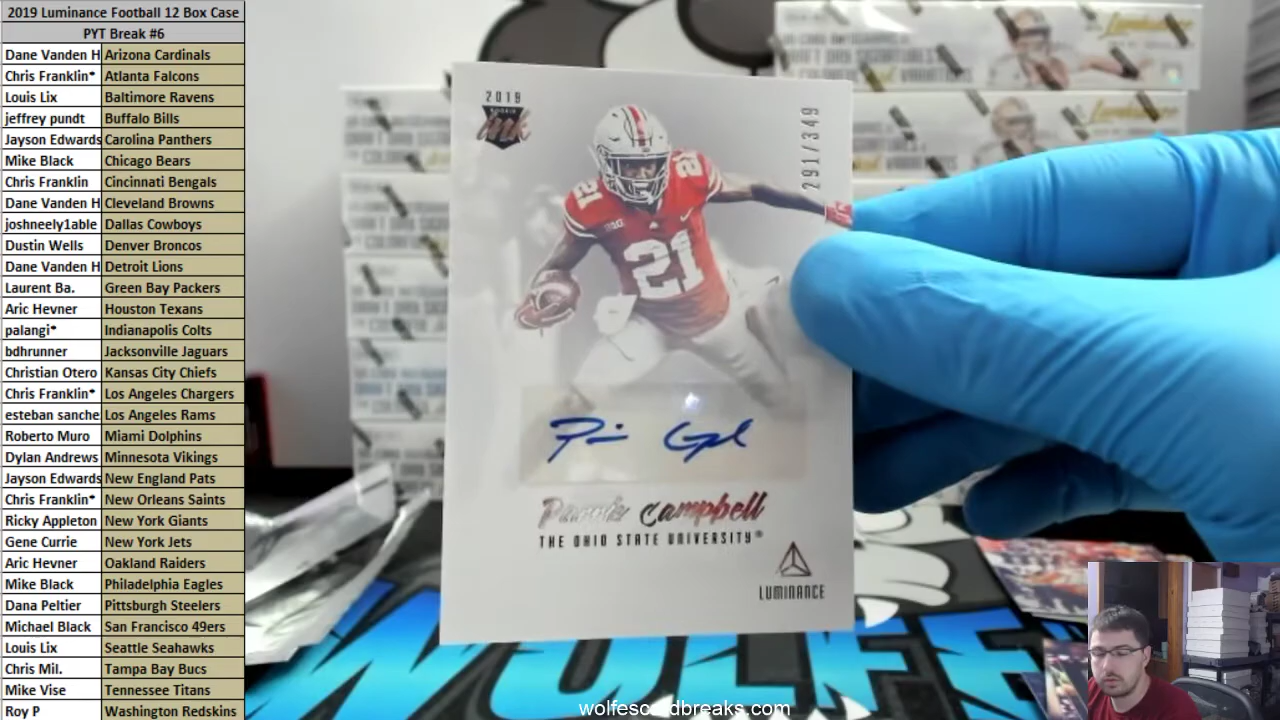 2019 Luminance Football 12 Box Case
PYT Break #6
Dane Vanden H Arizona Cardinals
Chris Franklin* Atlanta Falcons
Louis Lix Baltimore Ravens
jeffrey pundt Buffalo Bills
Jayson Edwards Carolina Panthers
Mike Black Chicago Bears
Chris Franklin Cincinnati Bengals
Dane Vanden H Cleveland Browns
joshneely1able Dallas Cowboys
Dustin Wells Denver Broncos
Dane Vanden H Detroit Lions
Laurent Ba. Green Bay Packers
Aric Hevner Houston Texans
palangi* Indianapolis Colts
bdhrunner Jacksonville Jaguars
Christian Otero Kansas City Chiefs
Chris Franklin* Los Angeles Chargers
esteban sanche Los Angeles Rams
Roberto Muro Miami Dolphins
Dylan Andrews Minnesota Vikings
Jayson Edwards New England Pats
Chris Franklin* New Orleans Saints
Ricky Appleton New York Giants
Gene Currie New York Jets
Aric Hevner Oakland Raiders
Mike Black Philadelphia Eagles
Dana Peltier Pittsburgh Steelers
Michael Black San Francisco 49ers
Louis Lix Seattle Seahawks
Chris Mil. Tampa Bay Bucs
Mike Vise Tennessee Titans
Roy P Washington Redskins
2019
ROOKIE
ink
291/349
21
21
21
Parris Campbell
THE OHIO STATE UNIVERSITY®
LUMINANCE
Luminance
Luminance
WOLFE
wolfescardbreaks.com